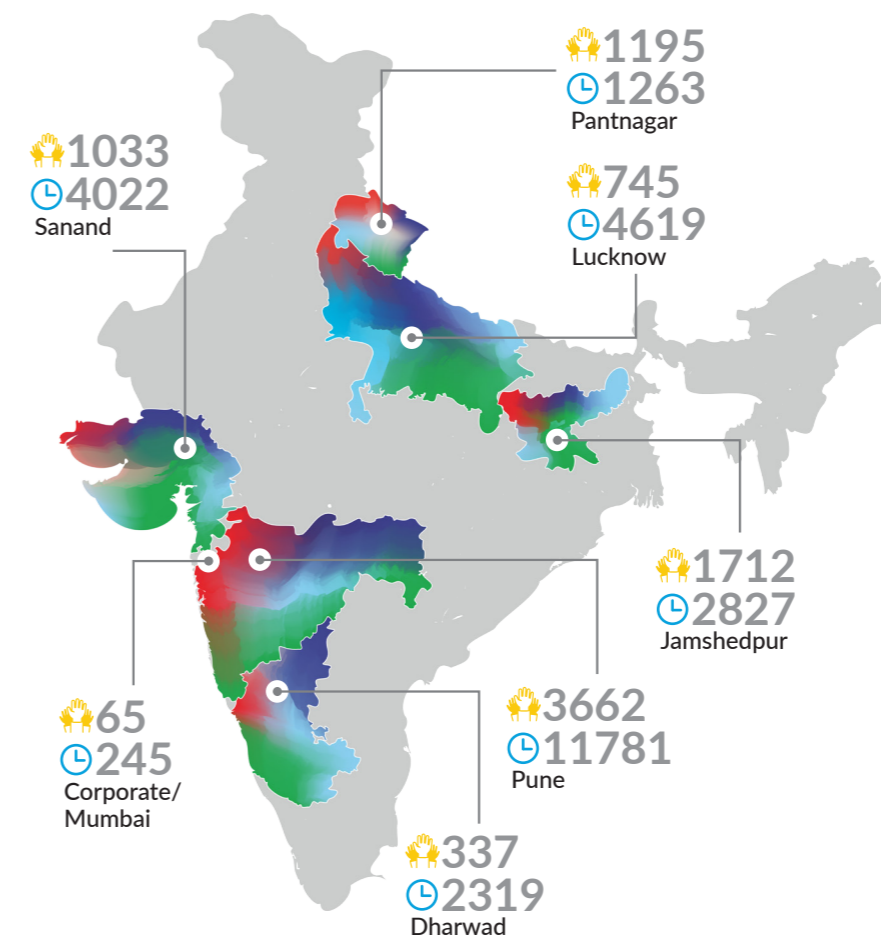 1195
1263
Pantnagar
1033
4022
Sanand
745
4619
Lucknow
1712
2827
Jamshedpur
65
245
Corporate/
Mumbai
3662
11781
Pune
337
2319
Dharwad